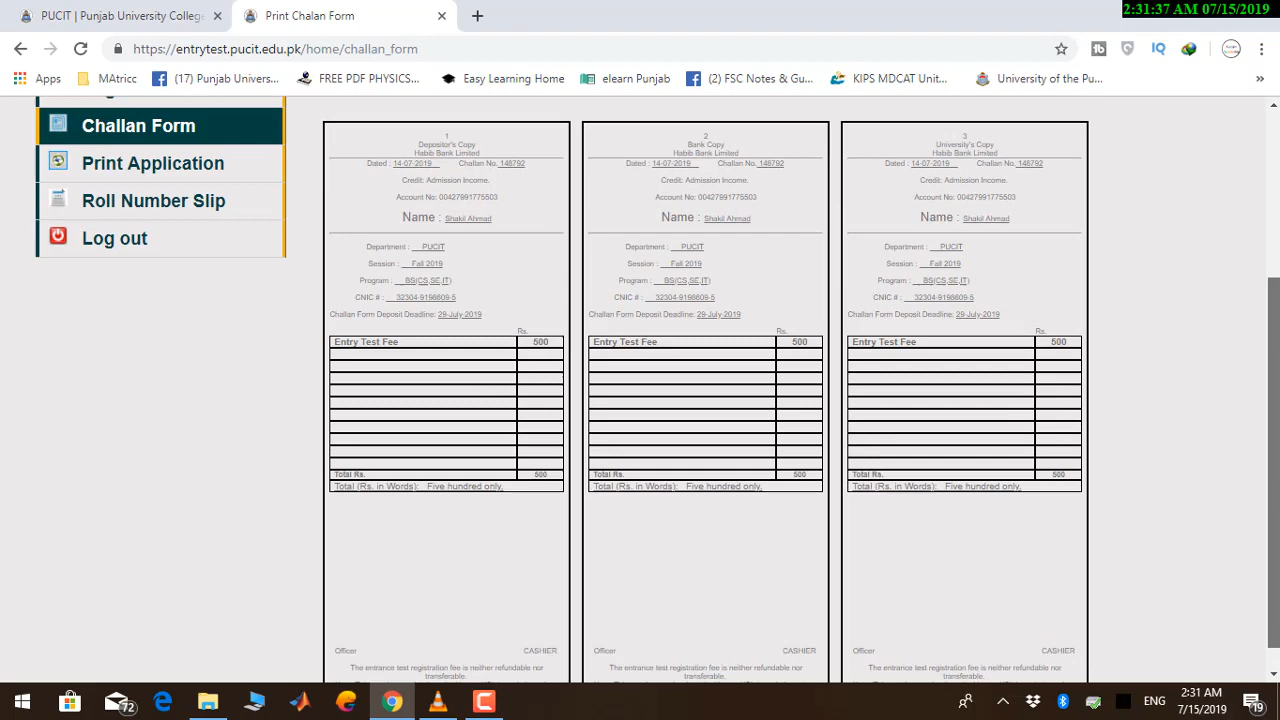 PUCIT | Punjab University College
Print Chalan Form
2:31:37 AM 07/15/2019
https://entrytest.pucit.edu.pk/home/challan_form
Apps
MAtricc
(17) Punjab Univers...
FREE PDF PHYSICS...
Easy Learning Home
elearn Punjab
(2) FSC Notes & Gu...
KIPS MDCAT Unit...
University of the Pu...
Challan Form
Print Application
Roll Number Slip
Log out
1
Depositor's Copy
Habib Bank Limited
Dated : 14-07-2019 Challan No. 148792
Credit: Admission Income.
Account No: 00427991775503
Name : Shakil Ahmad
Department : PUCIT
Session : Fall 2019
Program : BS(CS,SE,IT)
CNIC # : 32304-9198609-5
Challan Form Deposit Deadline: 29-July-2019
Rs.
Entry Test Fee 500
Total Rs. 500
Total (Rs. in Words): Five hundred only.
Officer CASHIER
The entrance test registration fee is neither refundable nor
transferable.
2
Bank Copy
Habib Bank Limited
Dated : 14-07-2019 Challan No. 148792
Credit: Admission Income.
Account No: 00427991775503
Name : Shakil Ahmad
Department : PUCIT
Session : Fall 2019
Program : BS(CS,SE,IT)
CNIC # : 32304-9198609-5
Challan Form Deposit Deadline: 29-July-2019
Rs.
Entry Test Fee 500
Total Rs. 500
Total (Rs. in Words): Five hundred only.
Officer CASHIER
The entrance test registration fee is neither refundable nor
transferable.
3
University's Copy
Habib Bank Limited
Dated : 14-07-2019 Challan No. 148792
Credit: Admission Income.
Account No: 00427991775503
Name : Shakil Ahmad
Department : PUCIT
Session : Fall 2019
Program : BS(CS,SE,IT)
CNIC # : 32304-9198609-5
Challan Form Deposit Deadline: 29-July-2019
Rs.
Entry Test Fee 500
Total Rs. 500
Total (Rs. in Words): Five hundred only.
Officer CASHIER
The entrance test registration fee is neither refundable nor
transferable.
72
ENG
2:31 AM
7/15/2019
19